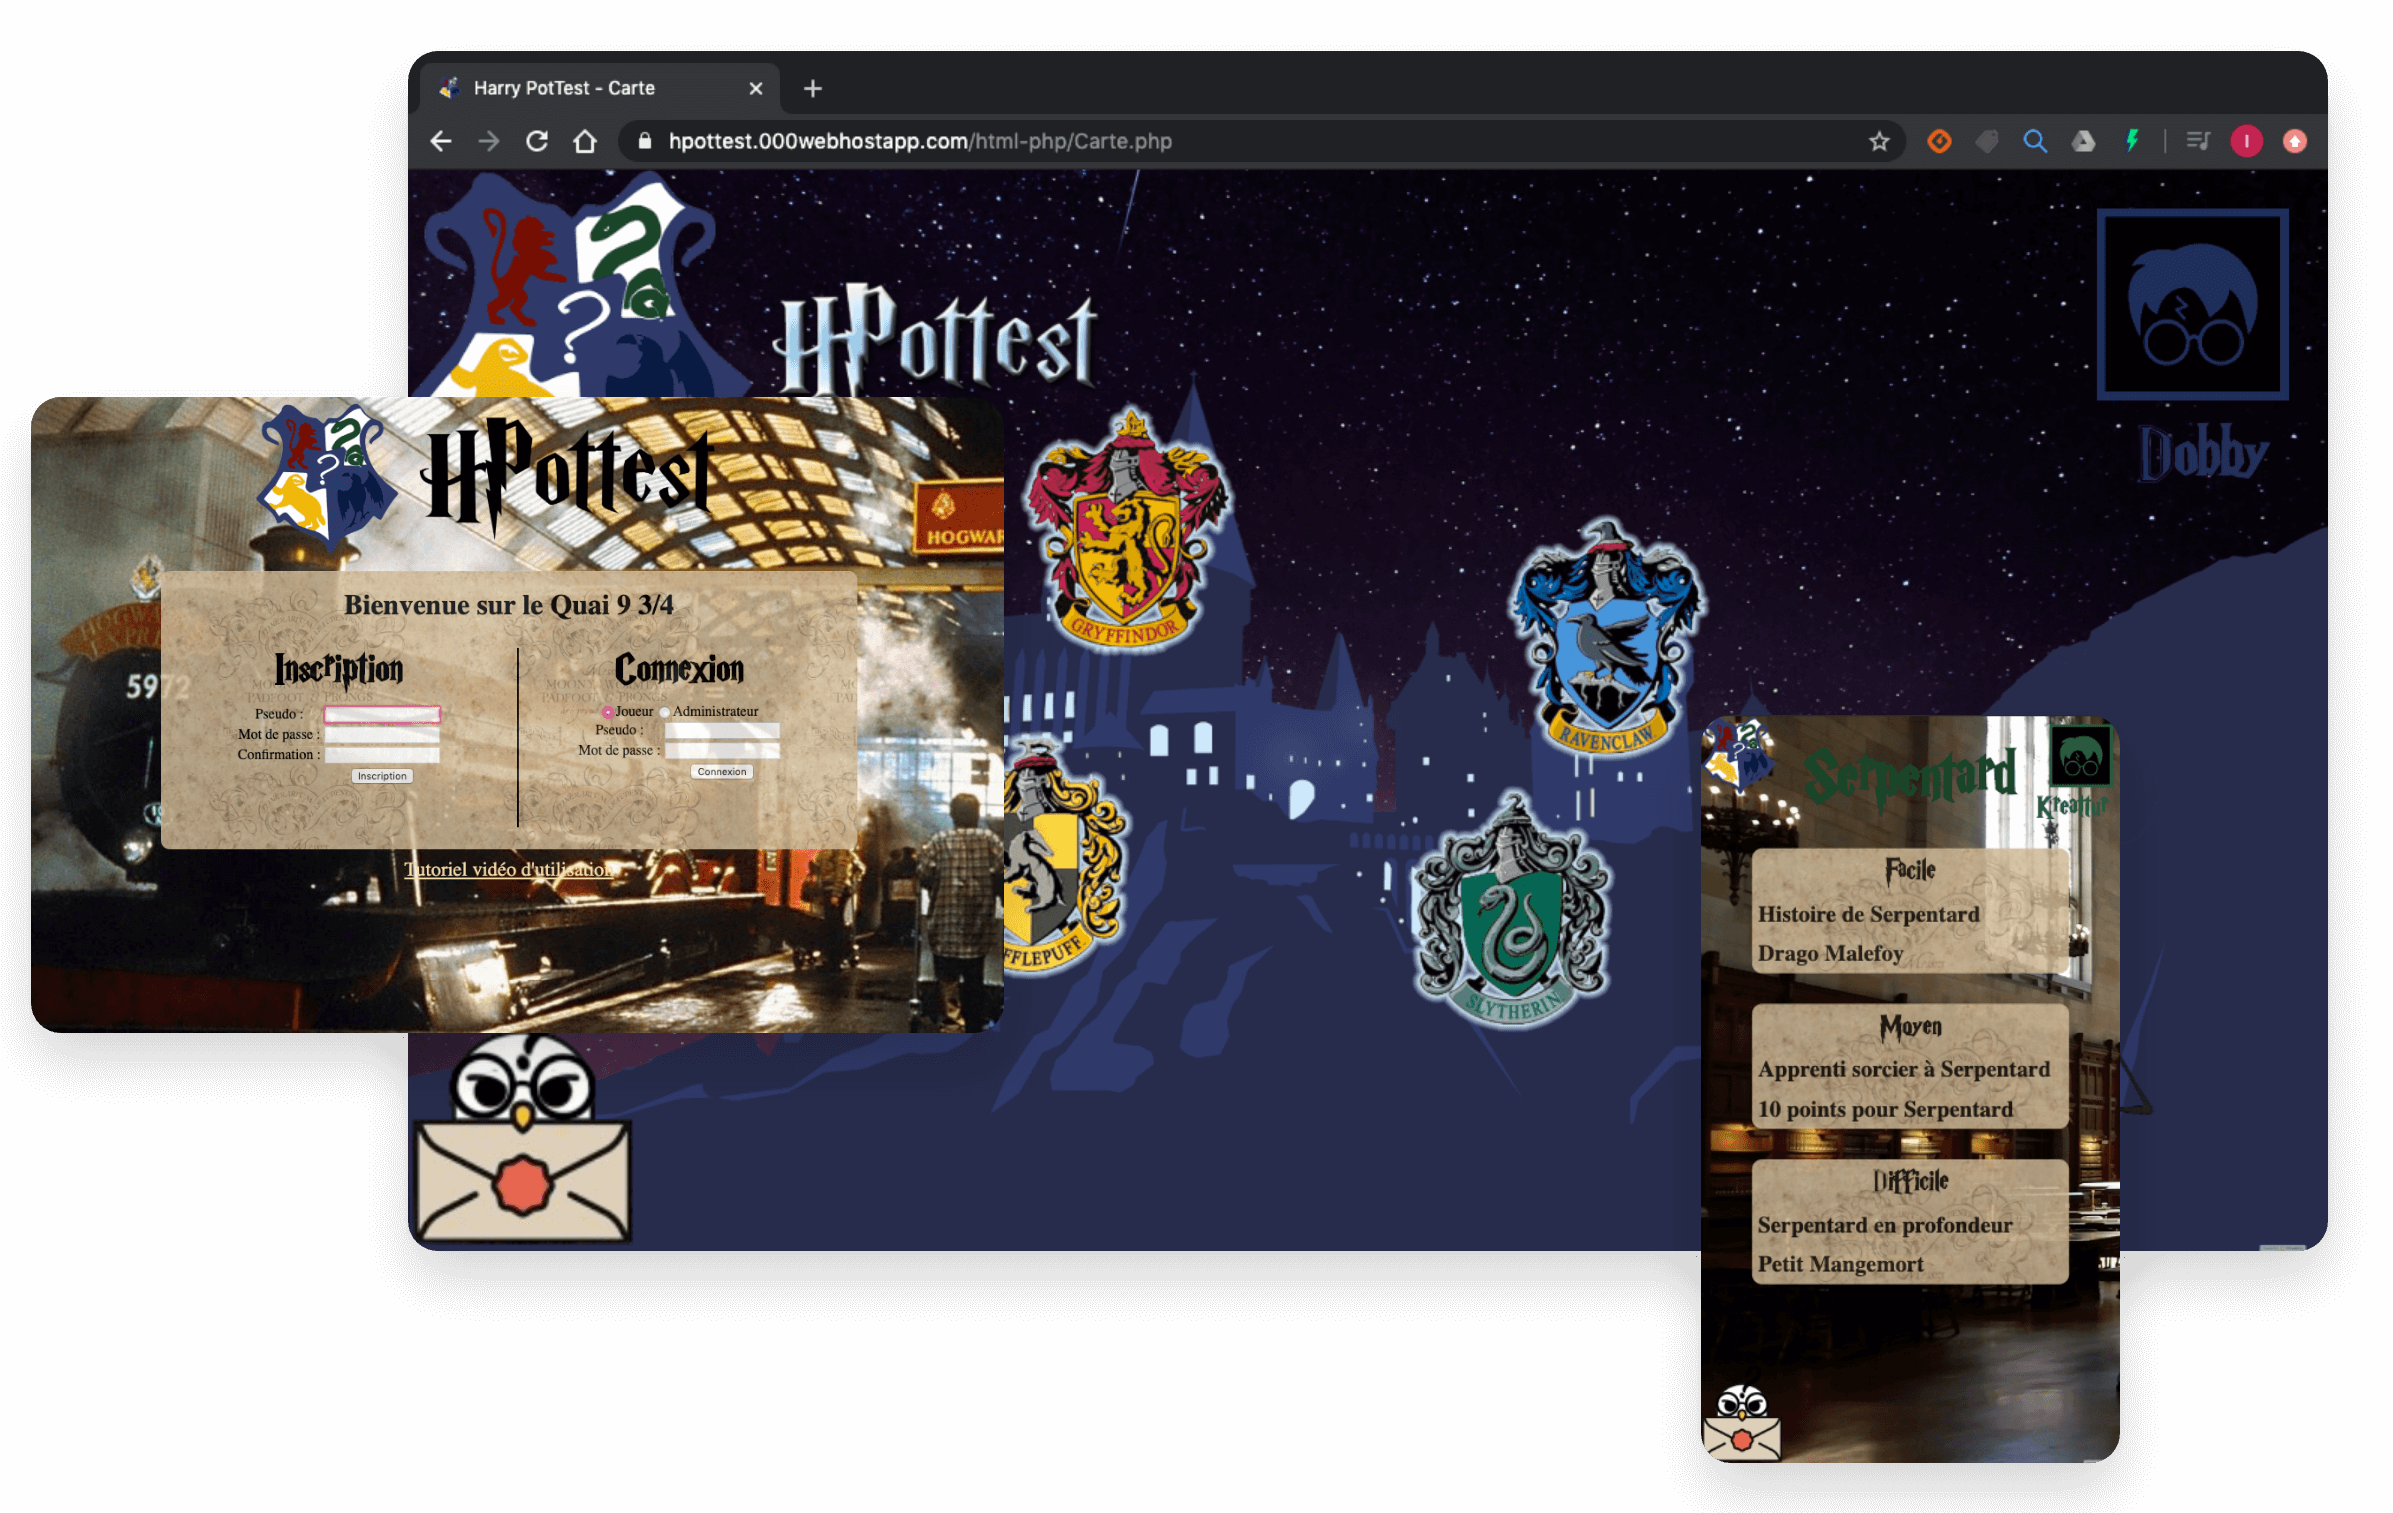 Harry PotTest - Carte
hpottest.000webhostapp.com/html-php/Carte.php
HPottest
Dobby
GRYFFINDOR
RAVENCLAW
FFLEPUFF
SLYTHERIN
HPottest
HOGWAR
5972
Bienvenue sur le Quai 9 3/4
Inscription
Pseudo :
Mot de passe :
Confirmation :
Inscription
Connexion
Joueur Administrateur
Pseudo :
Mot de passe :
Connexion
Tutoriel vidéo d'utilisation
Serpentard
Kreattur
Facile
Histoire de Serpentard
Drago Malefoy
Moyen
Apprenti sorcier à Serpentard
10 points pour Serpentard
Difficile
Serpentard en profondeur
Petit Mangemort